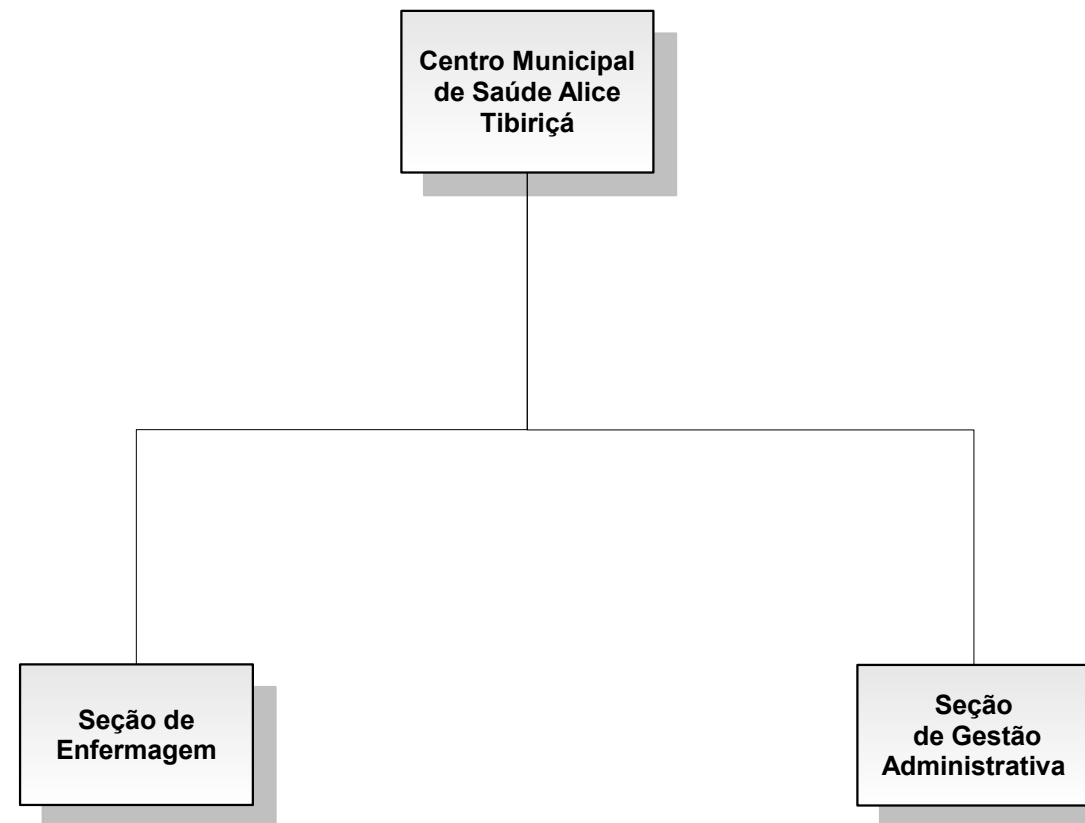 Centro Municipal
de Saúde Alice
Tibiriçá
Seção de
Enfermagem
Seção
de Gestão
Administrativa